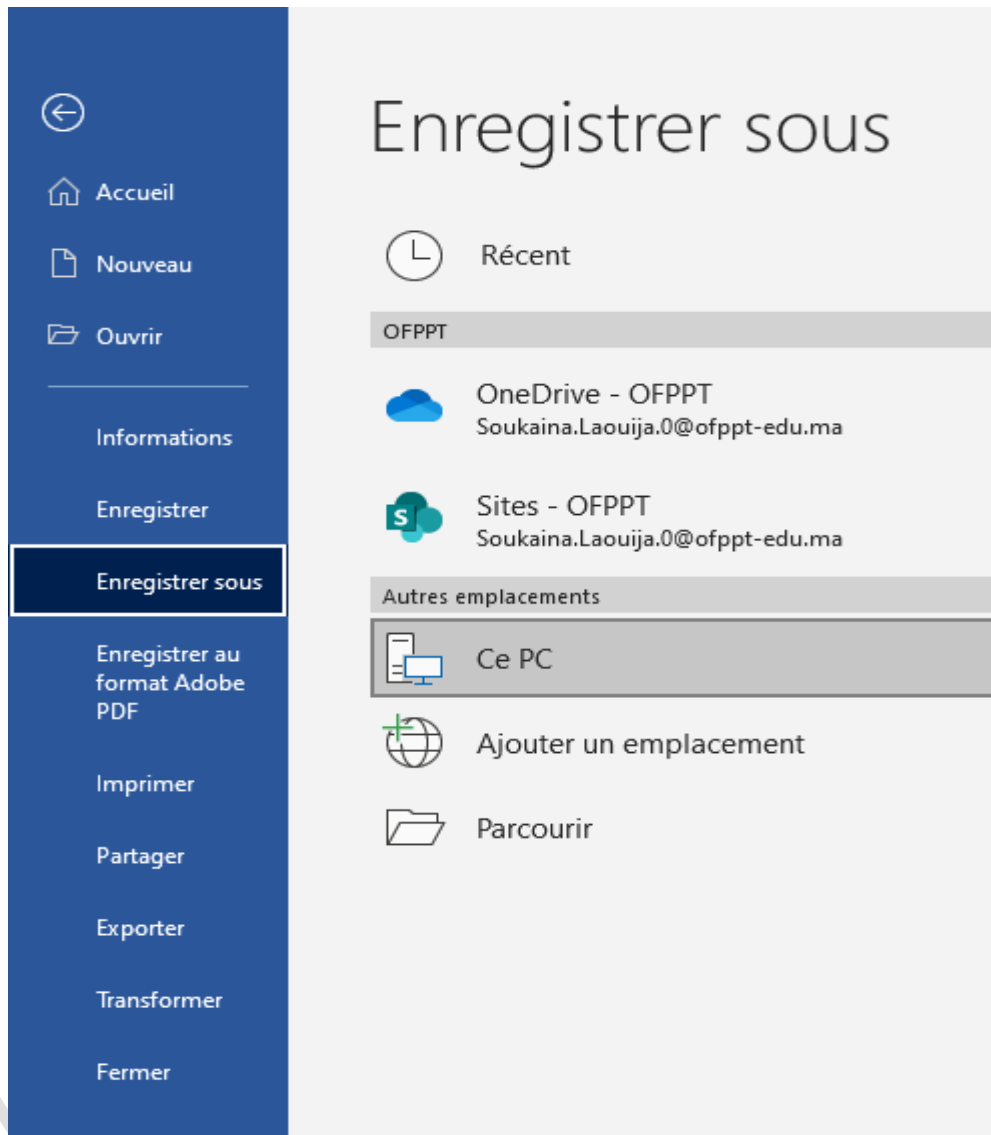 Accueil
Nouveau
Ouvrir
Informations
Enregistrer
Enregistrer sous
Enregistrer au
format Adobe
PDF
Imprimer
Partager
Exporter
Transformer
Fermer
Enregistrer sous
Récent
OFPPT
OneDrive - OFPPT
Soukaina.Laouija.0@ofppt-edu.ma
S
Sites - OFPPT
Soukaina.Laouija.0@ofppt-edu.ma
Autres emplacements
Ce PC
Ajouter un emplacement
Parcourir